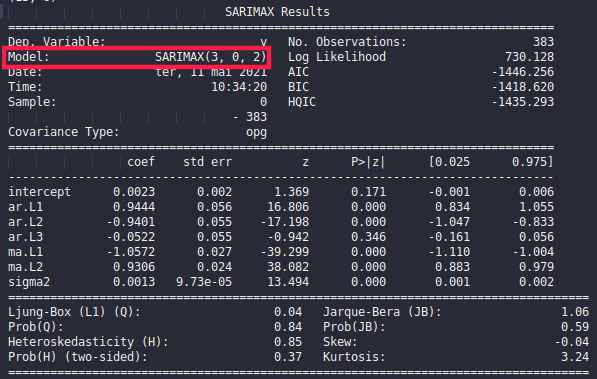 SARIMAX Results
==============================================================================
Dep. Variable: y No. Observations: 383
Model: SARIMAX(3, 0, 2) Log Likelihood 730.128
Date: ter, 11 mai 2021 AIC -1446.256
Time: 10:34:20 BIC -1418.620
Sample: 0 HQIC -1435.293
- 383
Covariance Type: opg
==============================================================================
coef std err z P>|z| [0.025 0.975]
------------------------------------------------------------------------------
intercept 0.0023 0.002 1.369 0.171 -0.001 0.006
ar.L1 0.9444 0.056 16.806 0.000 0.834 1.055
ar.L2 -0.9401 0.055 -17.198 0.000 -1.047 -0.833
ar.L3 -0.0522 0.055 -0.942 0.346 -0.161 0.056
ma.L1 -1.0572 0.027 -39.299 0.000 -1.110 -1.004
ma.L2 0.9306 0.024 38.082 0.000 0.883 0.979
sigma2 0.0013 9.73e-05 13.494 0.000 0.001 0.002
===================================================================================
Ljung-Box (L1) (Q): 0.04 Jarque-Bera (JB): 1.06
Prob(Q): 0.84 Prob(JB): 0.59
Heteroskedasticity (H): 0.85 Skew: -0.04
Prob(H) (two-sided): 0.37 Kurtosis: 3.24
===================================================================================